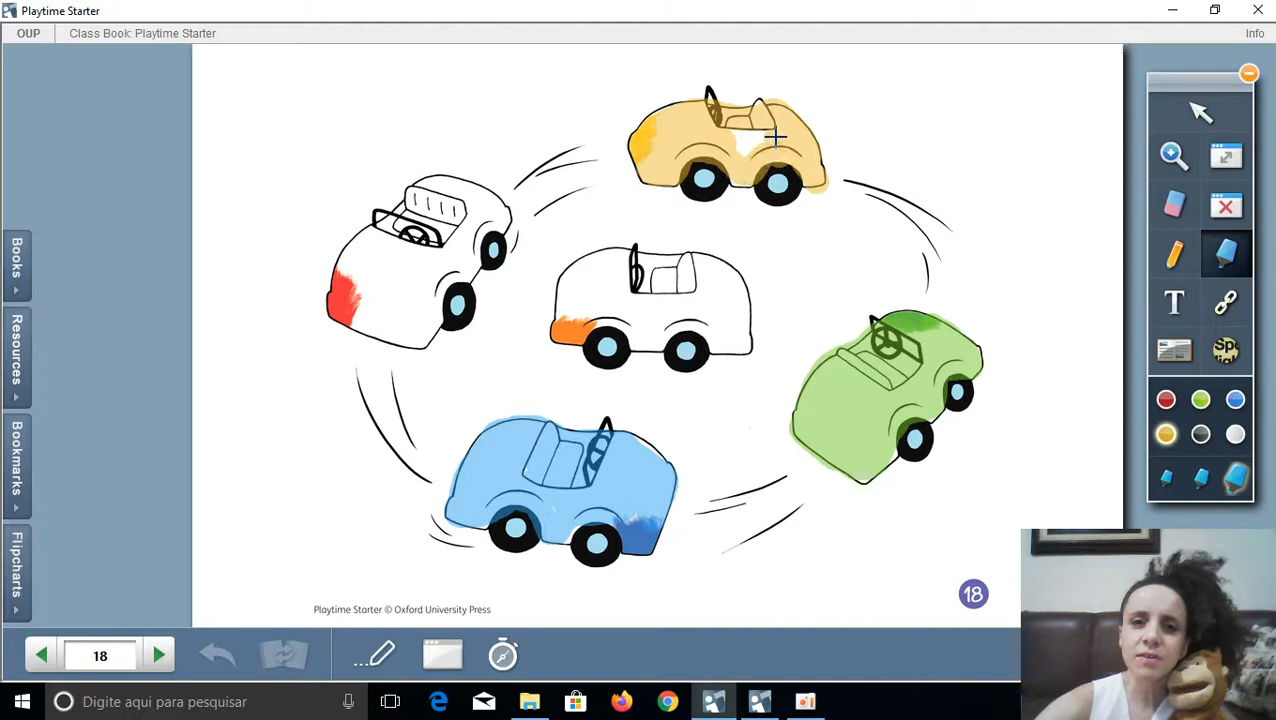 Playtime Starter
OUP Class Book: Playtime Starter Info
Books
Resources
Bookmarks
Flipcharts
T
Spo
18
Playtime Starter © Oxford University Press
18
Digite aqui para pesquisar